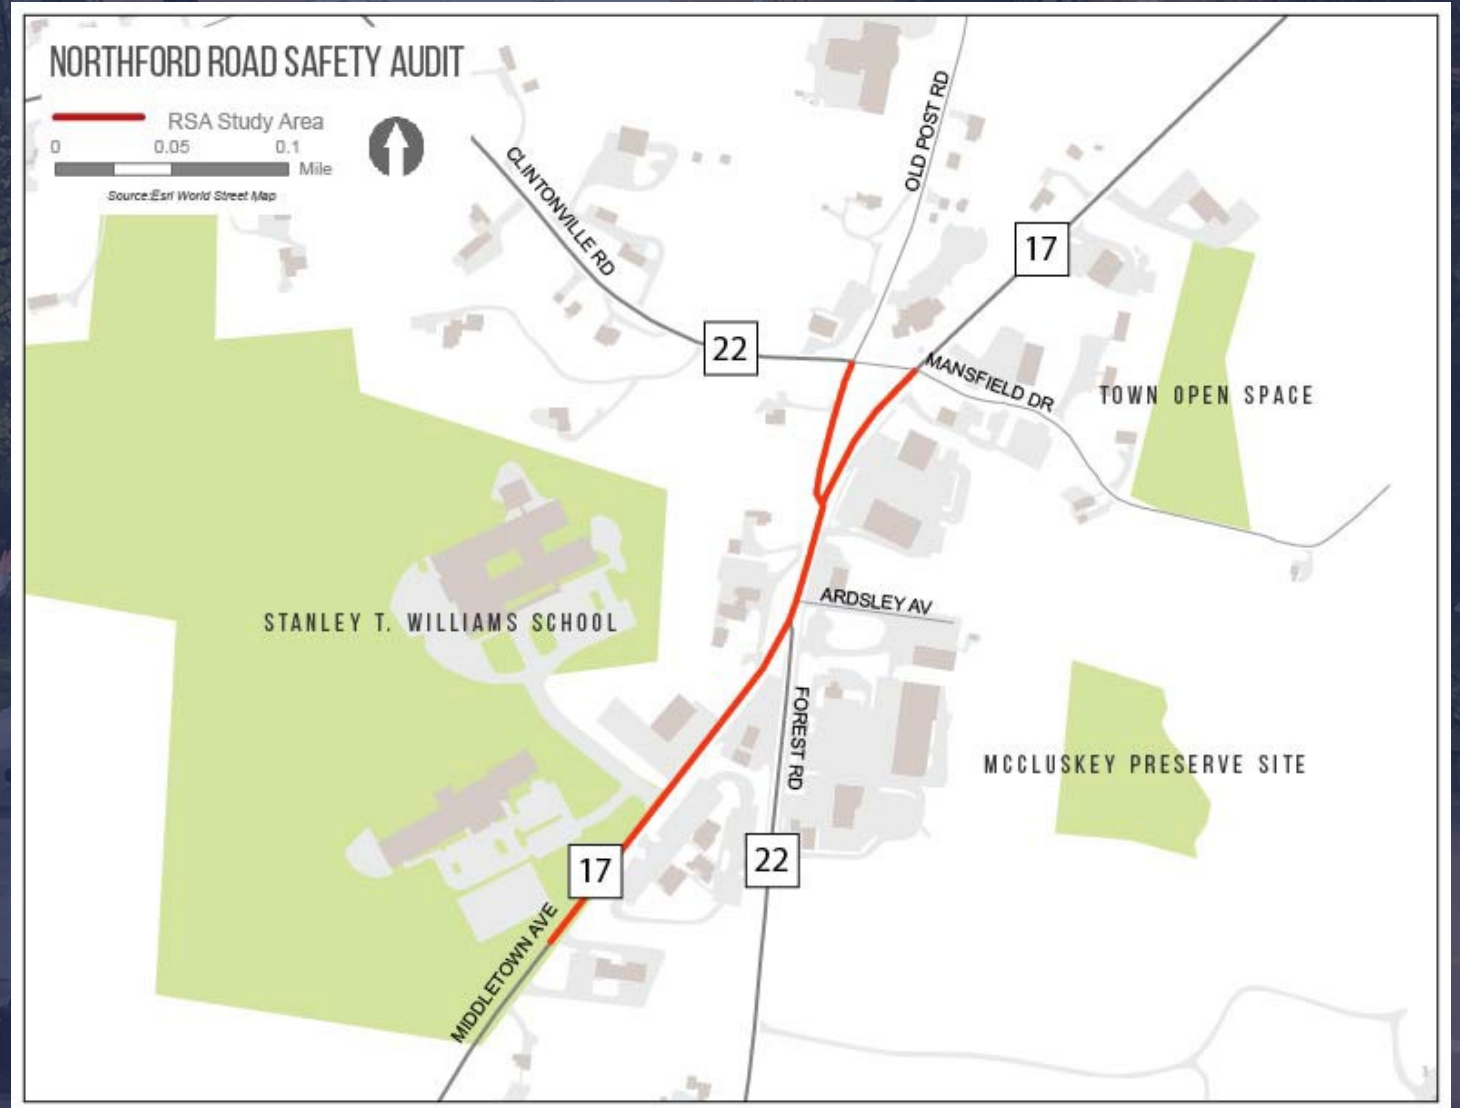 NORTHFORD ROAD SAFETY AUDIT
RSA Study Area
0 0.05 0.1
Mile
Source:Esri World Street Map
CLINTONVILLE RD
OLD POST RD
17
22
MANSFIELD DR
TOWN OPEN SPACE
STANLEY T. WILLIAMS SCHOOL
ARDSLEY AV
FOREST RD
MCCLUSKEY PRESERVE SITE
17
22
MIDDLETOWN AVE